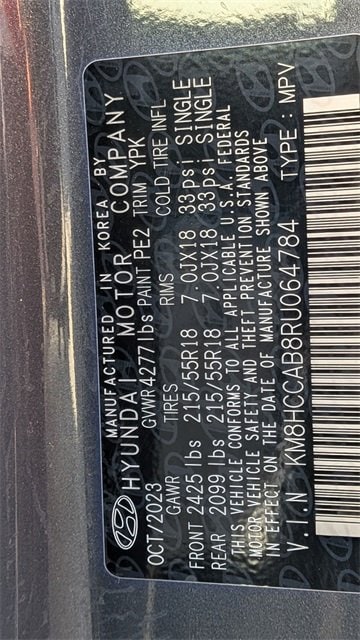 MANUFACTURED IN KOREA BY
HYUNDAI MOTOR COMPANY
OCT/2023 GVWR 4277 lbs PAINT PE2 TRIM YPK
GAWR TIRES RMS COLD TIRE INFL
FRONT 2425 lbs 215/55R18 7.0JX18 33psi SINGLE
REAR 2099 lbs 215/55R18 7.0JX18 33psi SINGLE
THIS VEHICLE CONFORMS TO ALL APPLICABLE U.S.A. FEDERAL
MOTOR VEHICLE SAFETY AND THEFT PREVENTION STANDARDS
IN EFFECT ON THE DATE OF MANUFACTURE SHOWN ABOVE
V.I.N KM8HCCAB8RU064784 TYPE : MPV